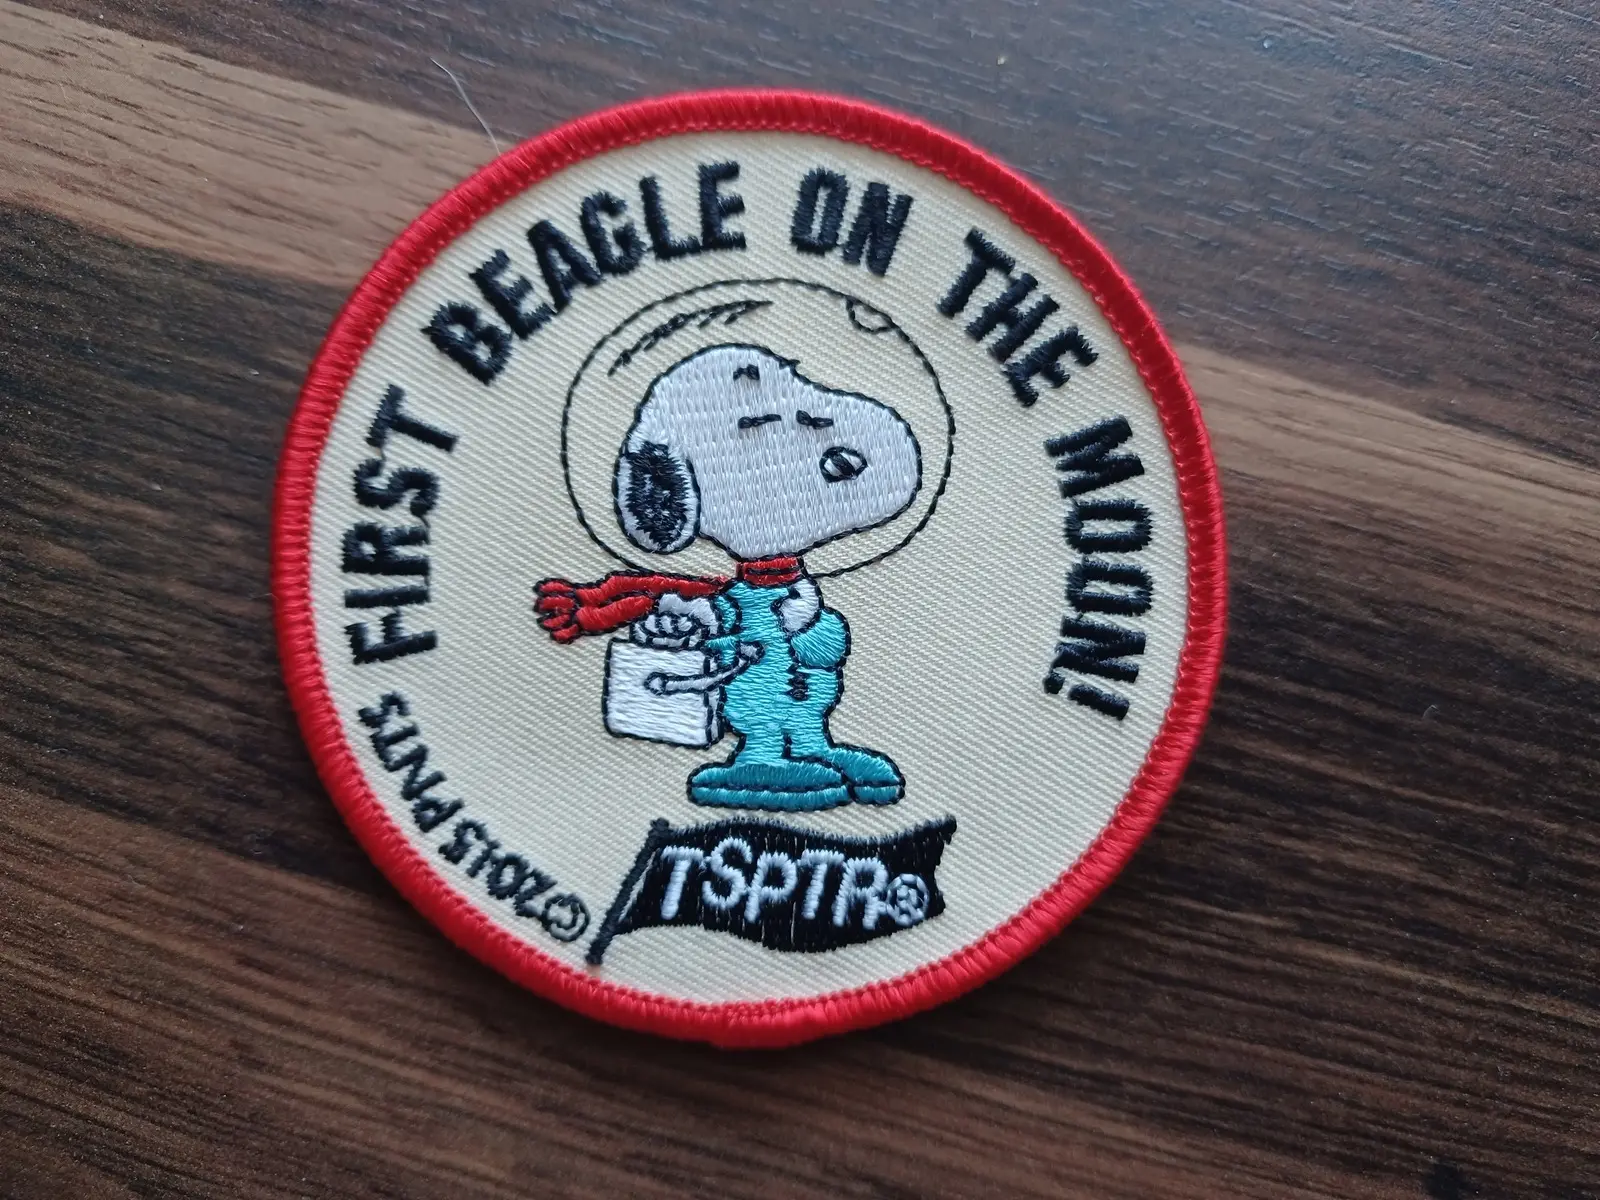 FIRST BEAGLE ON THE MOON!
©2015 PNTS
TSPTR®